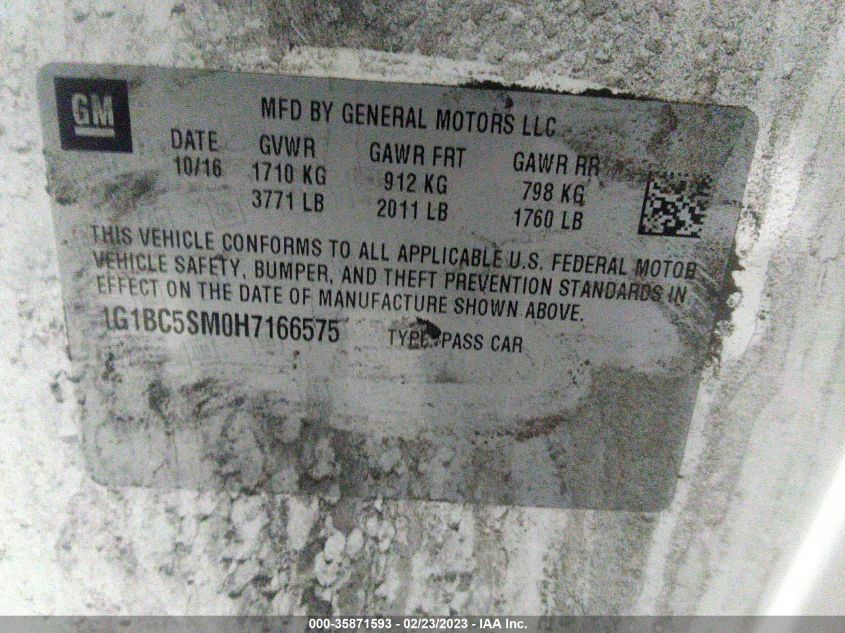 GM
MFD BY GENERAL MOTORS LLC
DATE GVWR GAWR FRT GAWR RR
10/16 1710 KG 912 KG 798 KG
3771 LB 2011 LB 1760 LB
THIS VEHICLE CONFORMS TO ALL APPLICABLE U.S. FEDERAL MOTOR
VEHICLE SAFETY, BUMPER, AND THEFT PREVENTION STANDARDS IN
EFFECT ON THE DATE OF MANUFACTURE SHOWN ABOVE.
1G1BC5SM0H7166575 TYPE: PASS CAR
000-35871593 - 02/23/2023 - IAA Inc.